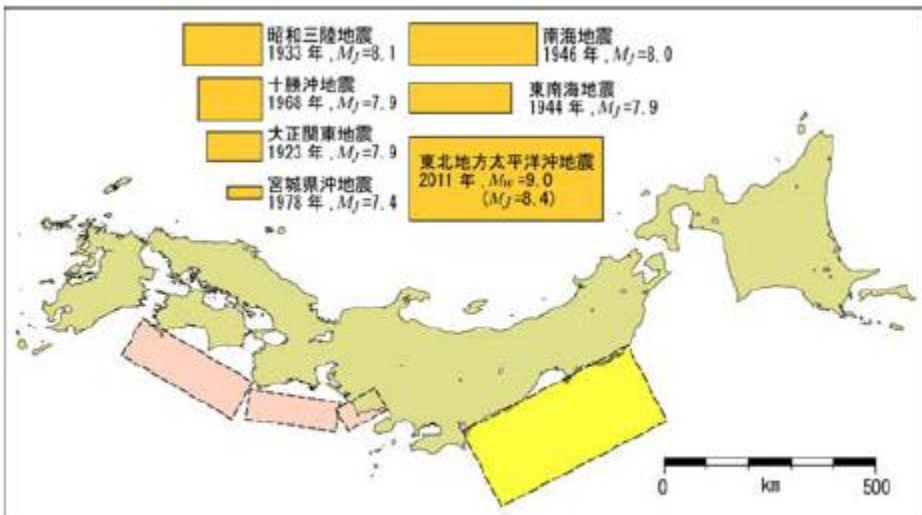 昭和三陸地震
1933 年 , MJ=8.1
十勝沖地震
1968 年 , MJ=7.9
大正関東地震
1923 年 , MJ=7.9
宮城県沖地震
1978 年 , MJ=7.4
南海地震
1946 年 , MJ=8.0
東南海地震
1944 年 , MJ=7.9
東北地方太平洋沖地震
2011 年 , Mw=9.0
(MJ=8.4)
0 km 500